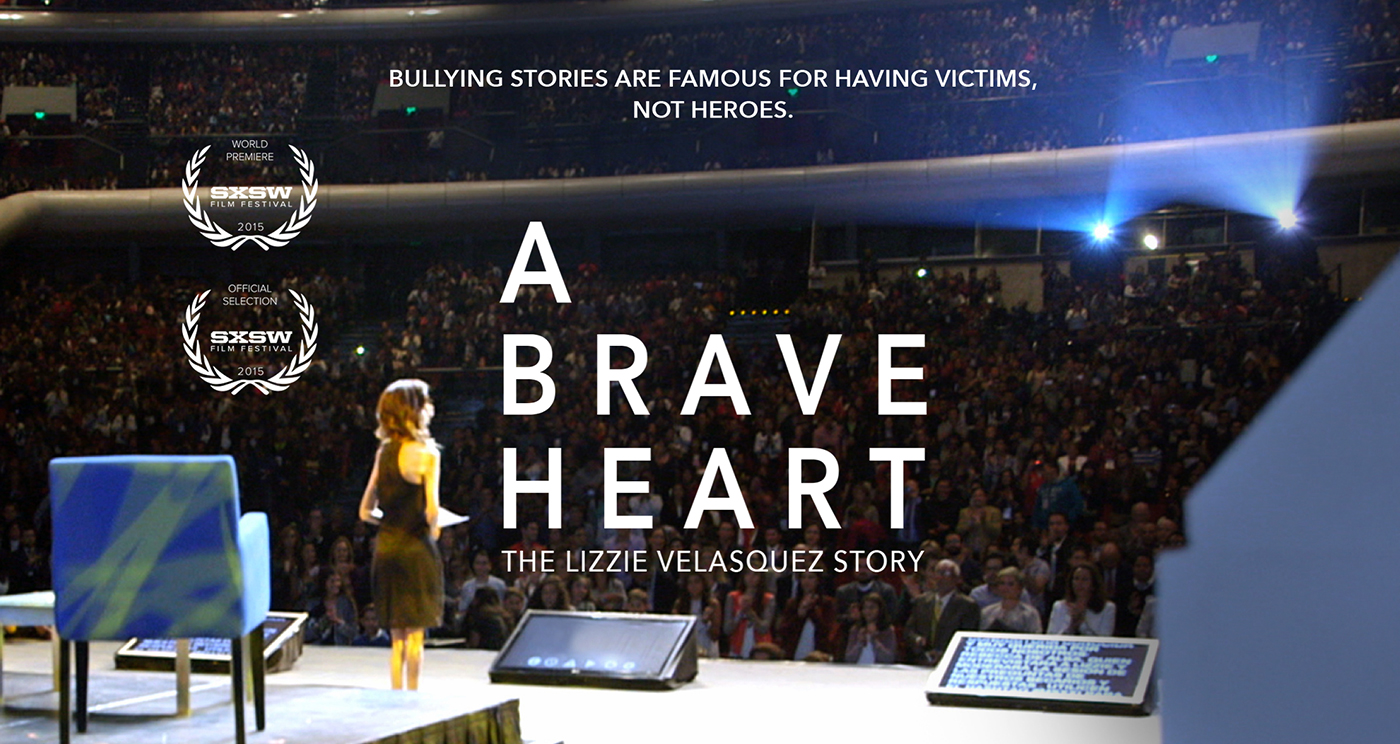 BULLYING STORIES ARE FAMOUS FOR HAVING VICTIMS,
NOT HEROES.
WORLD
PREMIERE
SXSW
FILM FESTIVAL
2015
OFFICIAL
SELECTION
SXSW
FILM FESTIVAL
2015
A
BRAVE
HEART
THE LIZZIE VELASQUEZ STORY